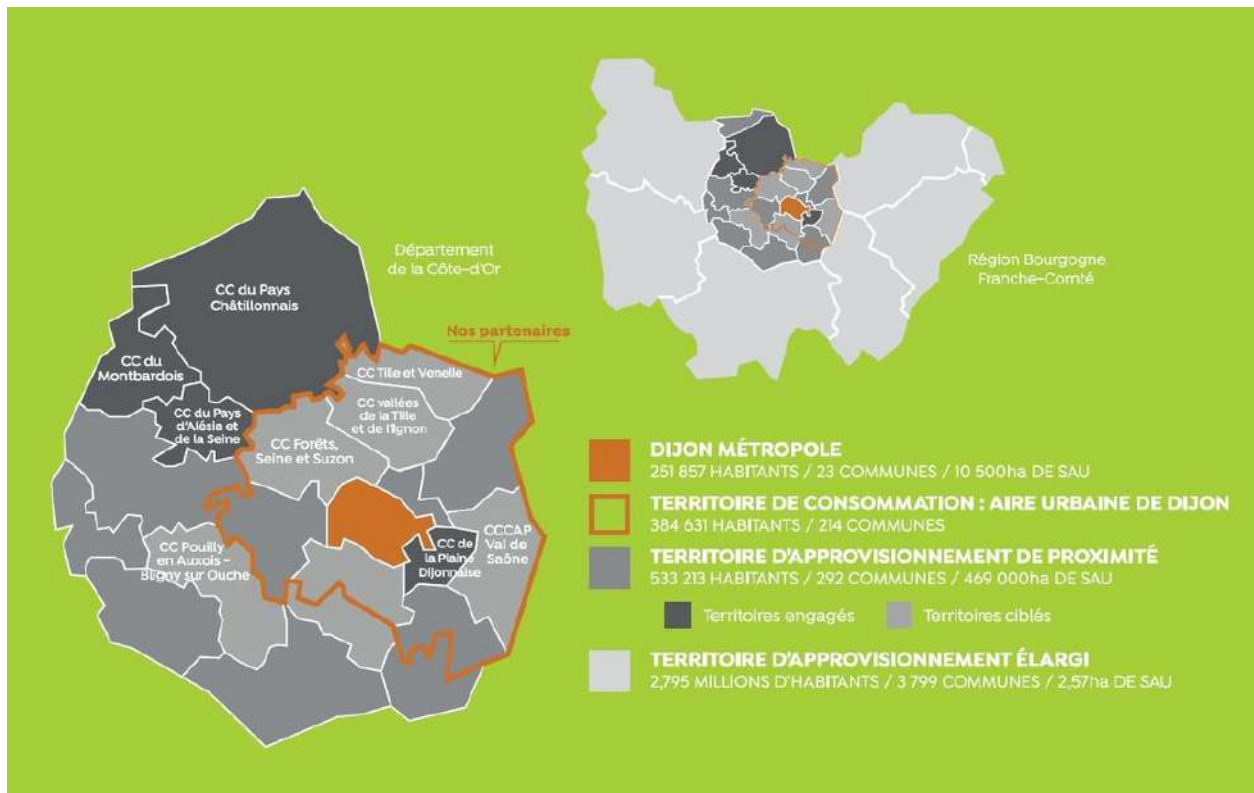 Département
de la Côte-d'Or
CC du Pays
Châtillonnais
Nos partenaires
CC du
Montbardois
CC Tille et Venelle
CC du Pays
d'Alésia et
de la Seine
CC vallées
de la Tille
et de l'Ignon
CC Forêts,
Seine et Suzon
CC Pouilly
en Auxois –
Bligny sur Ouche
CC de
la Plaine
Dijonnaise
CCCAP
Val de
Saône
Région Bourgogne
Franche-Comté
DIJON MÉTROPOLE
251 857 HABITANTS / 23 COMMUNES / 10 500ha DE SAU
TERRITOIRE DE CONSOMMATION : AIRE URBAINE DE DIJON
384 631 HABITANTS / 214 COMMUNES
TERRITOIRE D'APPROVISIONNEMENT DE PROXIMITÉ
533 213 HABITANTS / 292 COMMUNES / 469 000ha DE SAU
Territoires engagés
Territoires ciblés
TERRITOIRE D'APPROVISIONNEMENT ÉLARGI
2,795 MILLIONS D'HABITANTS / 3 799 COMMUNES / 2,57ha DE SAU